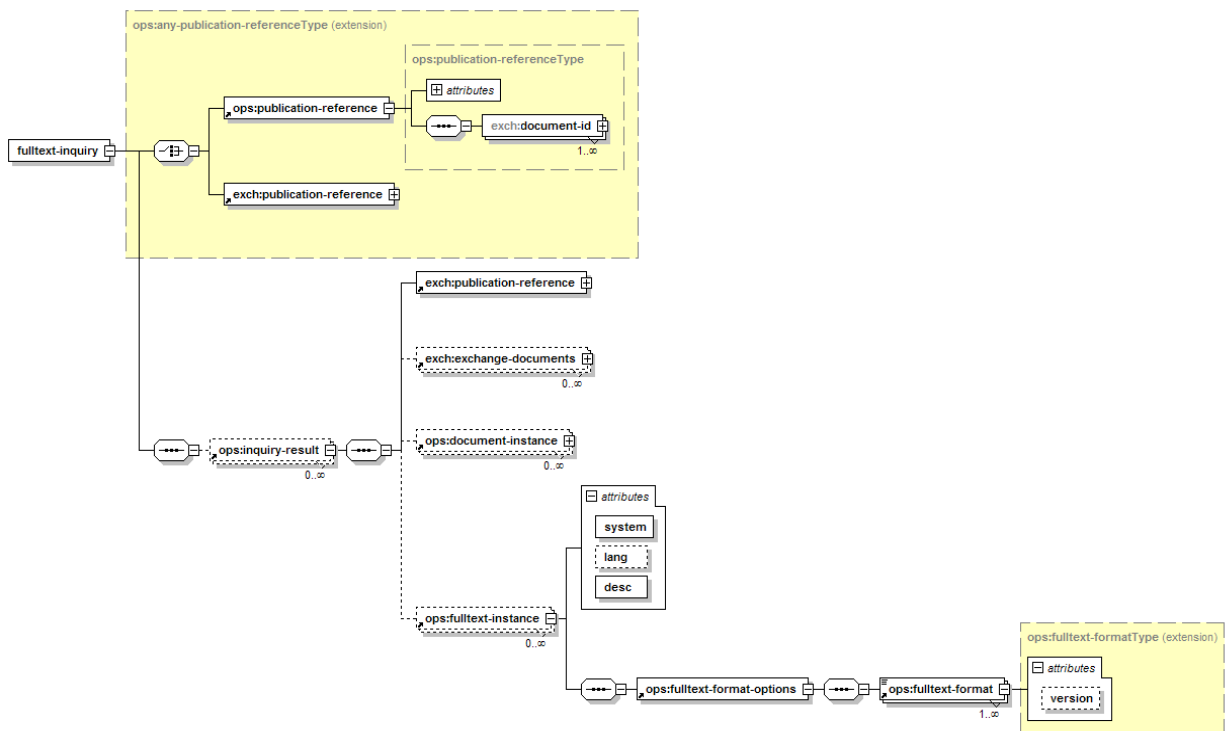 ops:any-publication-referenceType (extension)
ops:publication-referenceType
attributes
ops:publication-reference
exch:document-id
1..∞
fulltext-inquiry
exch:publication-reference
exch:publication-reference
exch:exchange-documents
0..∞
ops:document-instance
0..∞
ops:inquiry-result
0..∞
attributes
system
lang
desc
ops:fulltext-instance
0..∞
ops:fulltext-formatType (extension)
attributes
ops:fulltext-format-options
ops:fulltext-format
version
1..∞